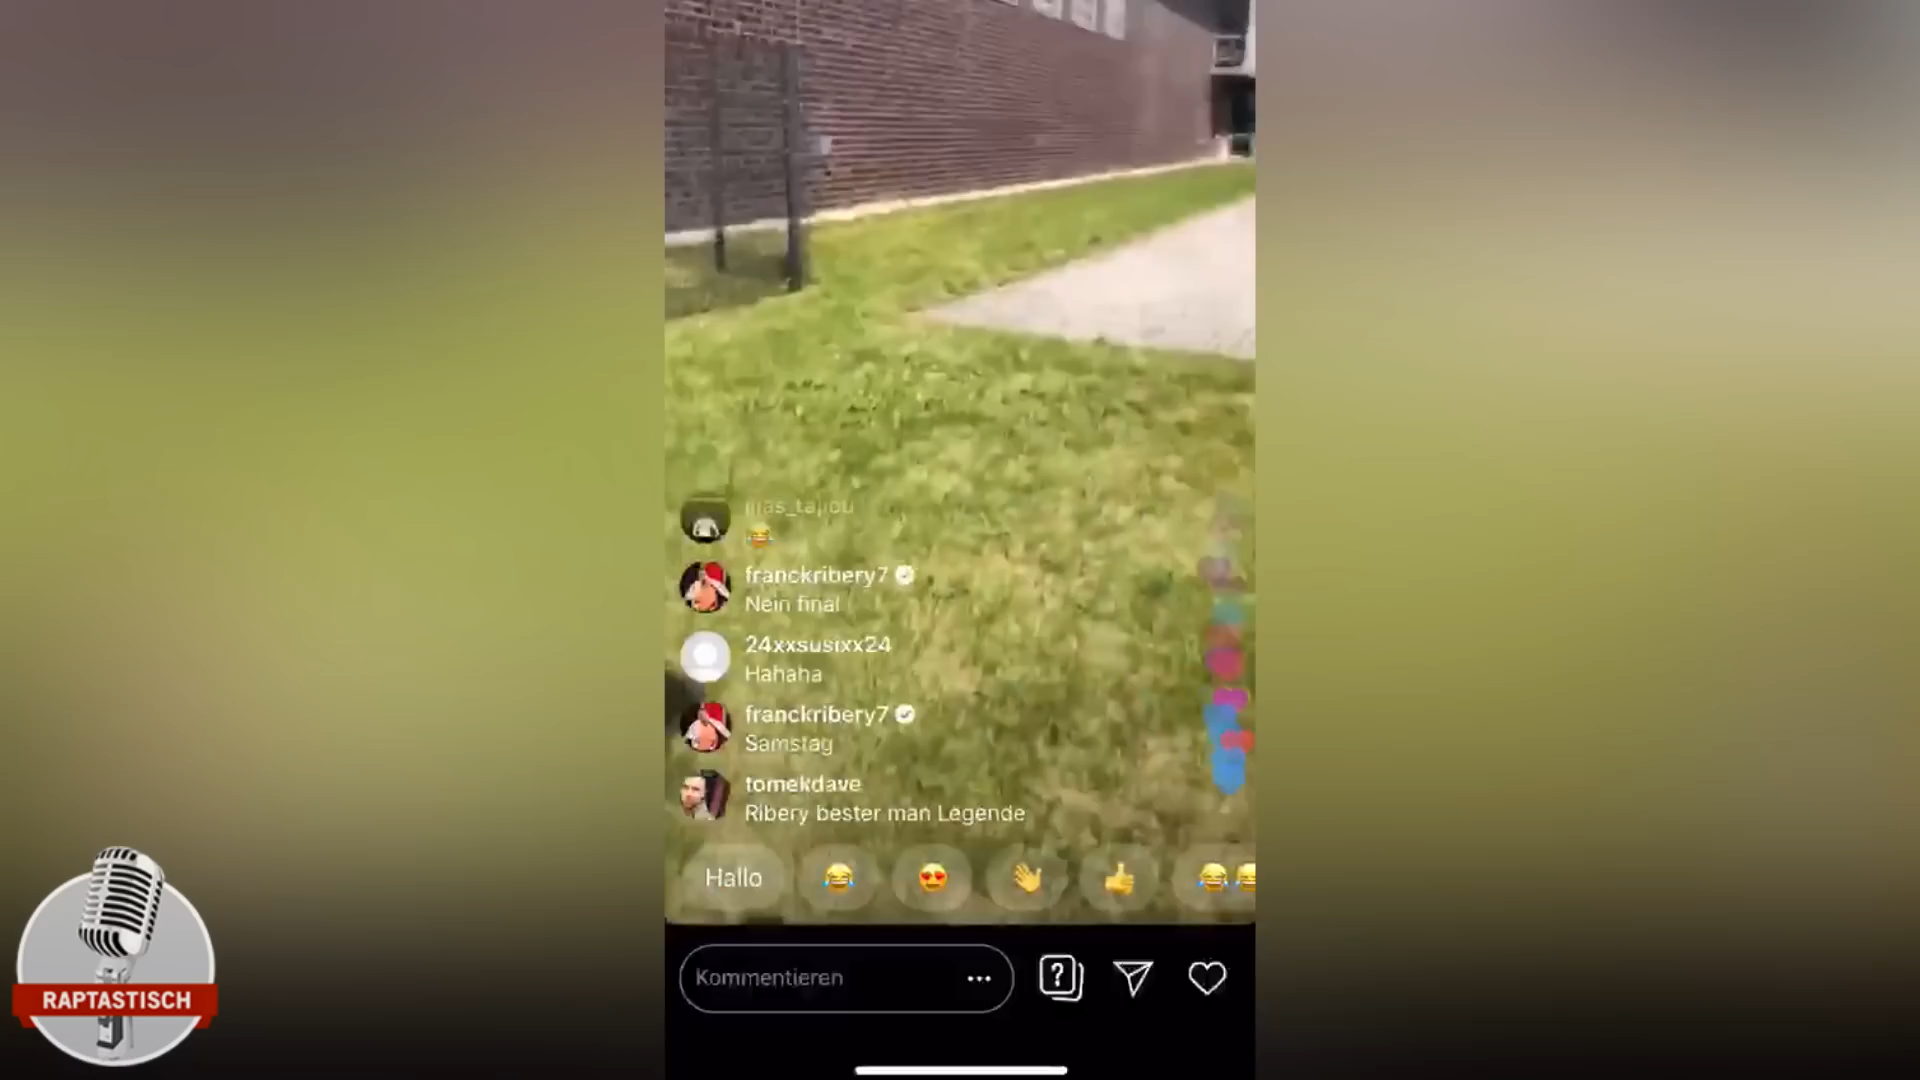 😂
franckribery7
Nein final
24xxsusixx24
Hahaha
franckribery7
Samstag
tomekdave
Ribery bester man Legende
Hallo 😂 😍 👋 👍 😂😂
Kommentieren
?
RAPTASTISCH